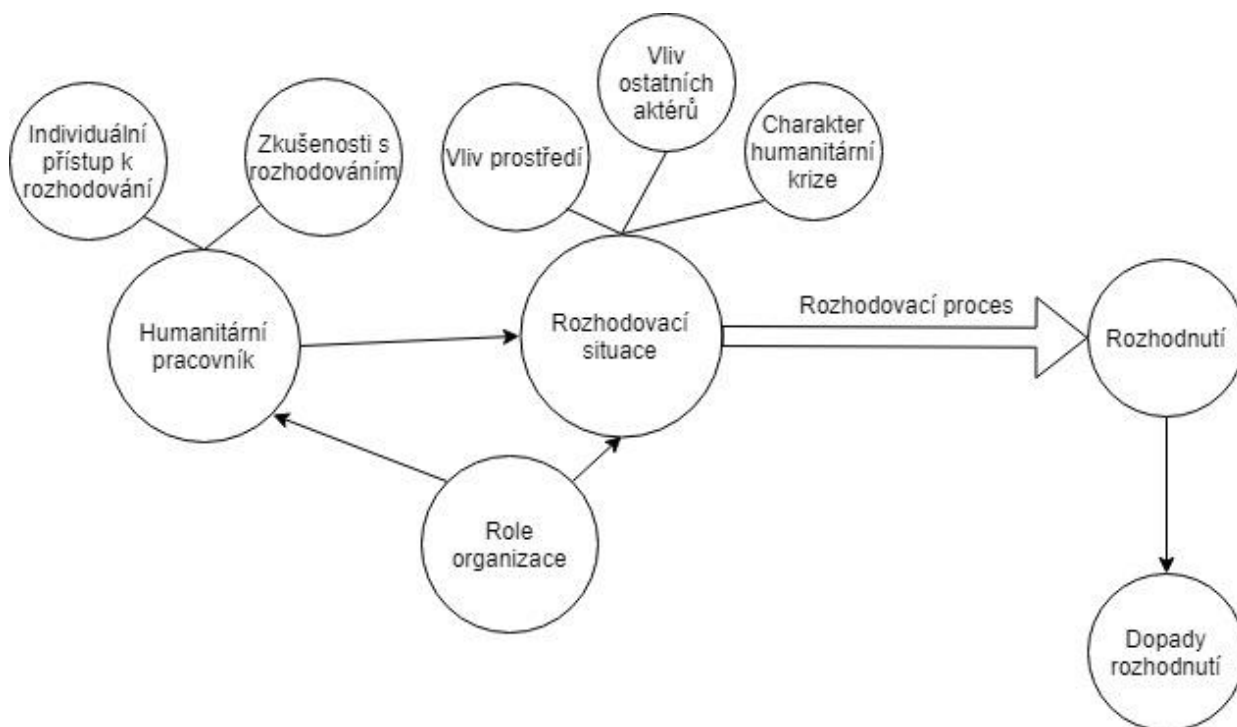 Individuální
přístup k
rozhodování
Zkušenosti s
rozhodováním
Vliv prostředí
Vliv
ostatních
aktérů
Charakter
humanitární
krize
Humanitární
pracovník
Rozhodovací
situace
Rozhodovací proces
Rozhodnutí
Role
organizace
Dopady
rozhodnutí